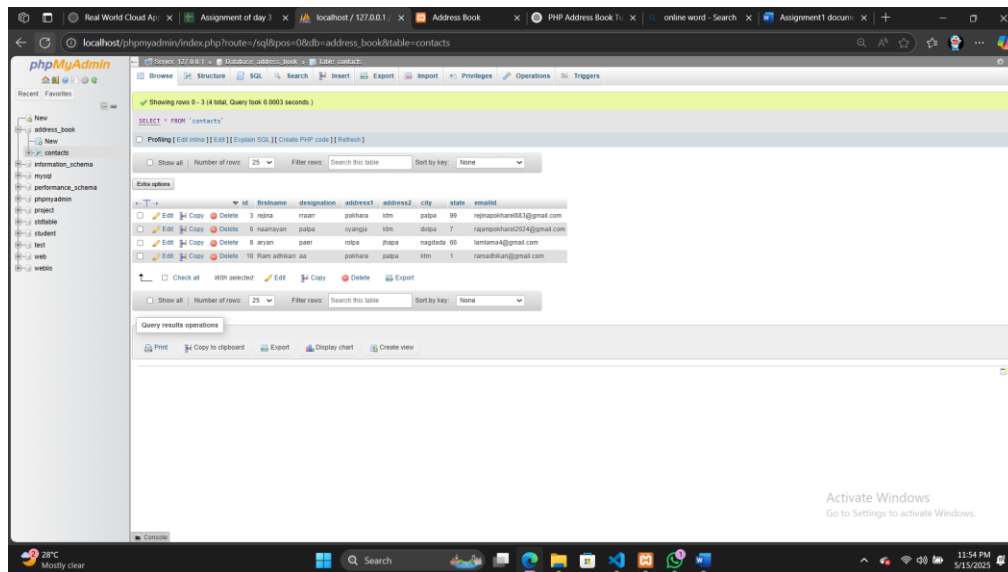 Real World Cloud Ap
Assignment of day 3
localhost / 127.0.0.1 /
Address Book
PHP Address Book Tu
online word - Search
Assignment1 docum
localhost/phpmyadmin/index.php?route=/sql&pos=0&db=address_book&table=contacts
phpMyAdmin
Recent Favorites
New
address_book
New
contacts
information_schema
mysql
performance_schema
phpmyadmin
project
stdtable
student
test
web
webiis
Server: 127.0.0.1 » Database: address_book » Table: contacts
Browse Structure SQL Search Insert Export Import Privileges Operations Triggers
Showing rows 0 - 3 (4 total, Query took 0.0003 seconds.)
SELECT * FROM `contacts`
Profiling [ Edit inline ] [ Edit ] [ Explain SQL ] [ Create PHP code ] [ Refresh ]
Show all | Number of rows: 25 Filter rows: Search this table Sort by key: None
Extra options
id firstname designation address1 address2 city state emailid
Edit Copy Delete 3 rejina rraarr pokhara ktm palpa 99 rejinapokharel883@gmail.com
Edit Copy Delete 6 naarrayan palpa syangja ktm dolpa 7 rajanipokharel2024@gmail.com
Edit Copy Delete 8 aryan paer rolpa jhapa nagdada 66 lamlama4@gmail.com
Edit Copy Delete 10 Ram adhikari aa pokhara palpa ktm 1 ramadhikari@gmail.com
Check all With selected: Edit Copy Delete Export
Show all | Number of rows: 25 Filter rows: Search this table Sort by key: None
Query results operations
Print Copy to clipboard Export Display chart Create view
Activate Windows
Go to Settings to activate Windows.
Console
2
28°C
Mostly clear
Search
11:54 PM
5/15/2025